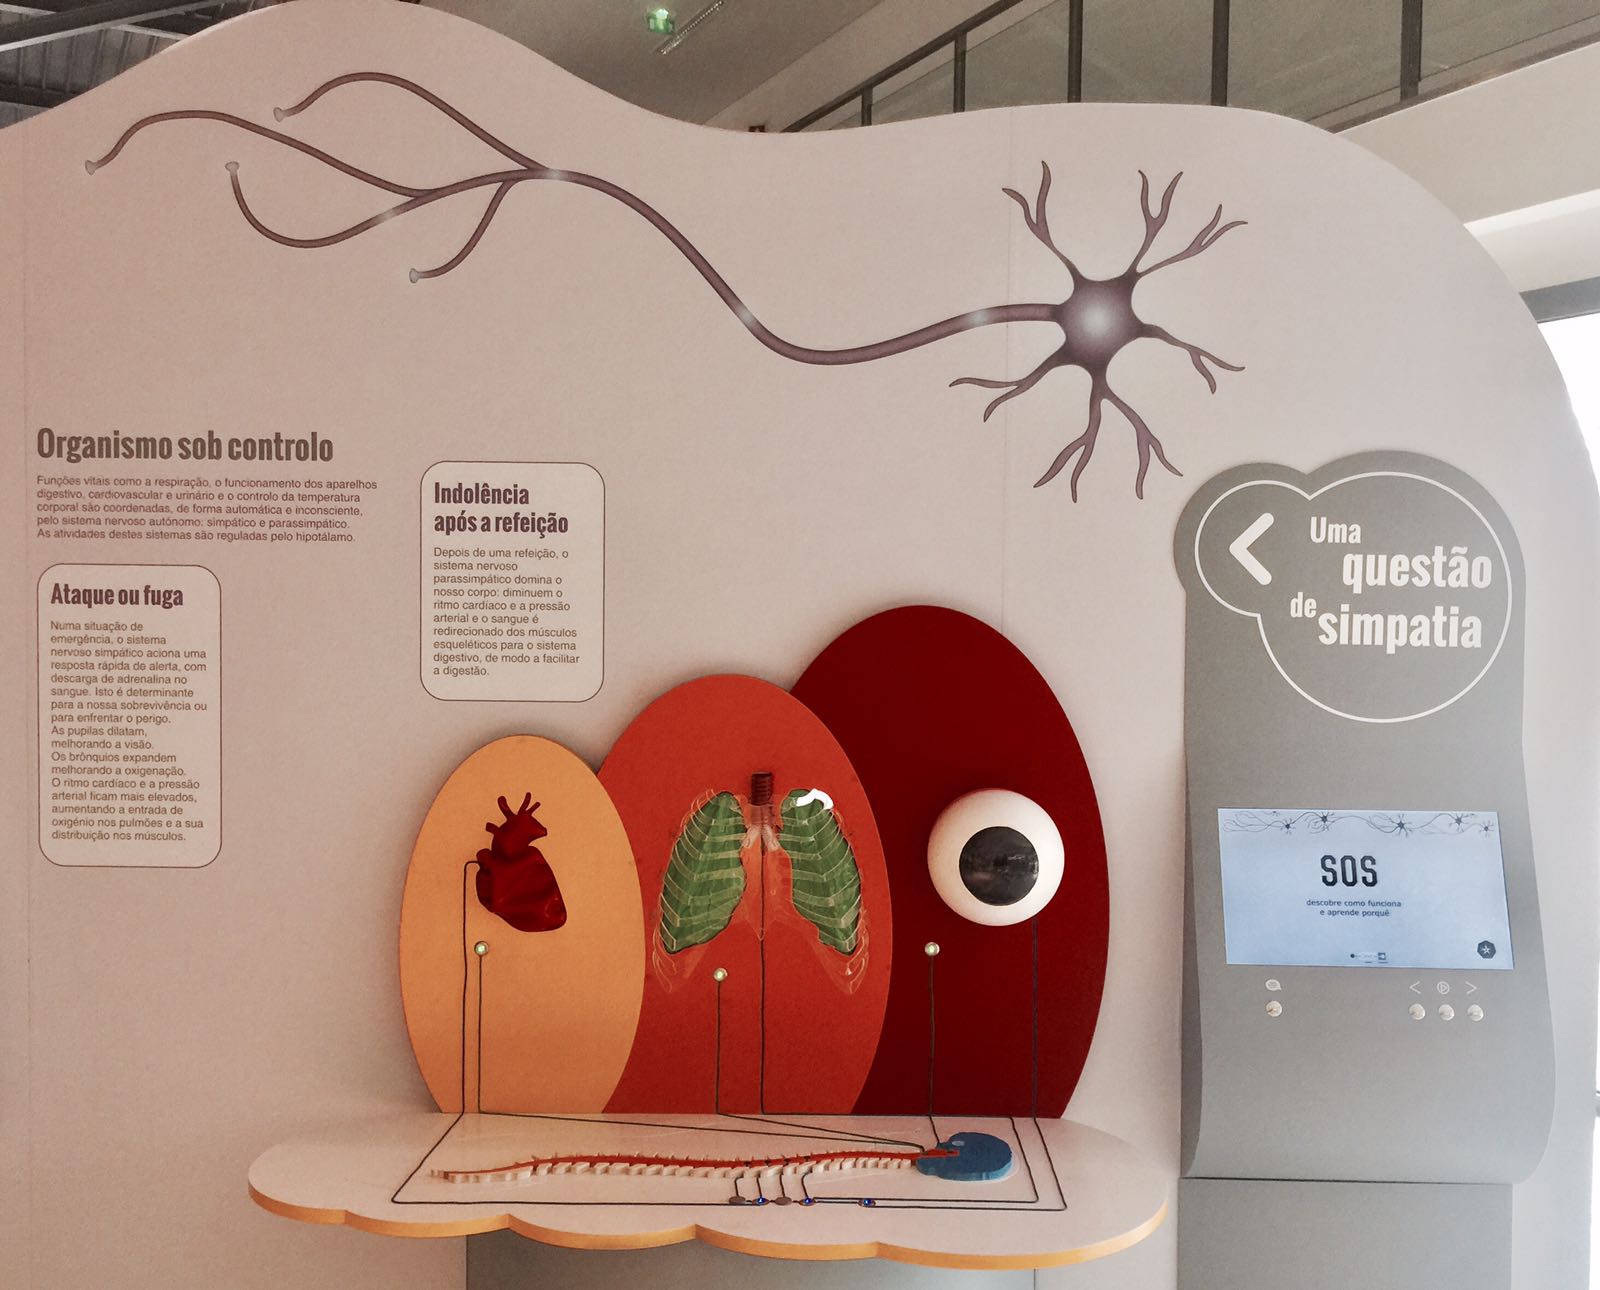 Organismo sob controlo
Funções vitais como a respiração, o funcionamento dos aparelhos
digestivo, cardiovascular e urinário e o controlo da temperatura
corporal são coordenadas, de forma automática e inconsciente,
pelo sistema nervoso autónomo: simpático e parassimpático.
As atividades destes sistemas são reguladas pelo hipotálamo.
Ataque ou fuga
Numa situação de
emergência, o sistema
nervoso simpático aciona uma
resposta rápida de alerta, com
descarga de adrenalina no
sangue. Isto é determinante
para a nossa sobrevivência ou
para enfrentar o perigo.
As pupilas dilatam,
melhorando a visão.
Os brônquios expandem
melhorando a oxigenação.
O ritmo cardíaco e a pressão
arterial ficam mais elevados,
aumentando a entrada de
oxigénio nos pulmões e a sua
distribuição nos músculos.
Indolência
após a refeição
Depois de uma refeição, o
sistema nervoso
parassimpático domina o
nosso corpo: diminuem o
ritmo cardíaco e a pressão
arterial e o sangue é
redirecionado dos músculos
esqueléticos para o sistema
digestivo, de modo a facilitar
a digestão.
Uma
questão
de
simpatia
SOS
descobre como funciona
e aprende porquê